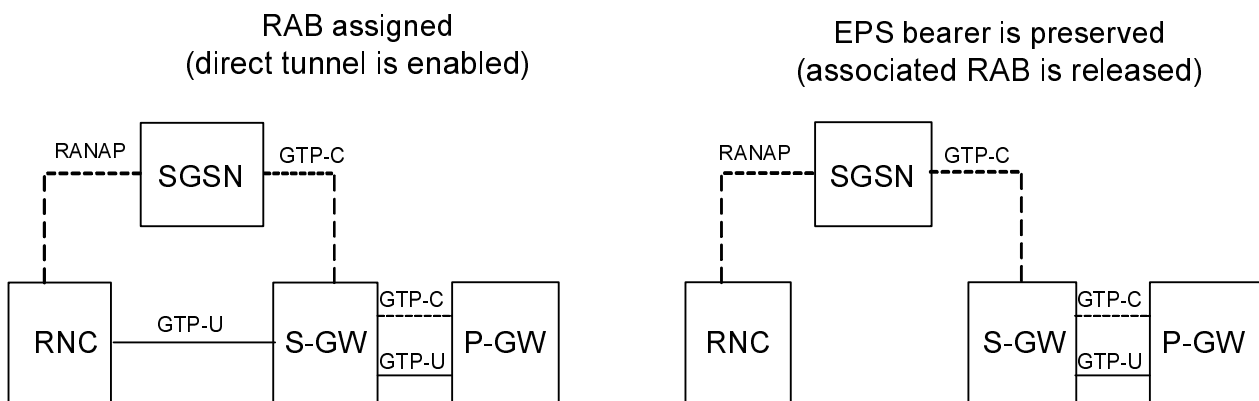 RAB assigned
(direct tunnel is enabled)
RANAP
SGSN
GTP-C
RNC
GTP-U
S-GW
GTP-C
GTP-U
P-GW
EPS bearer is preserved
(associated RAB is released)
RANAP
SGSN
GTP-C
RNC
S-GW
GTP-C
GTP-U
P-GW